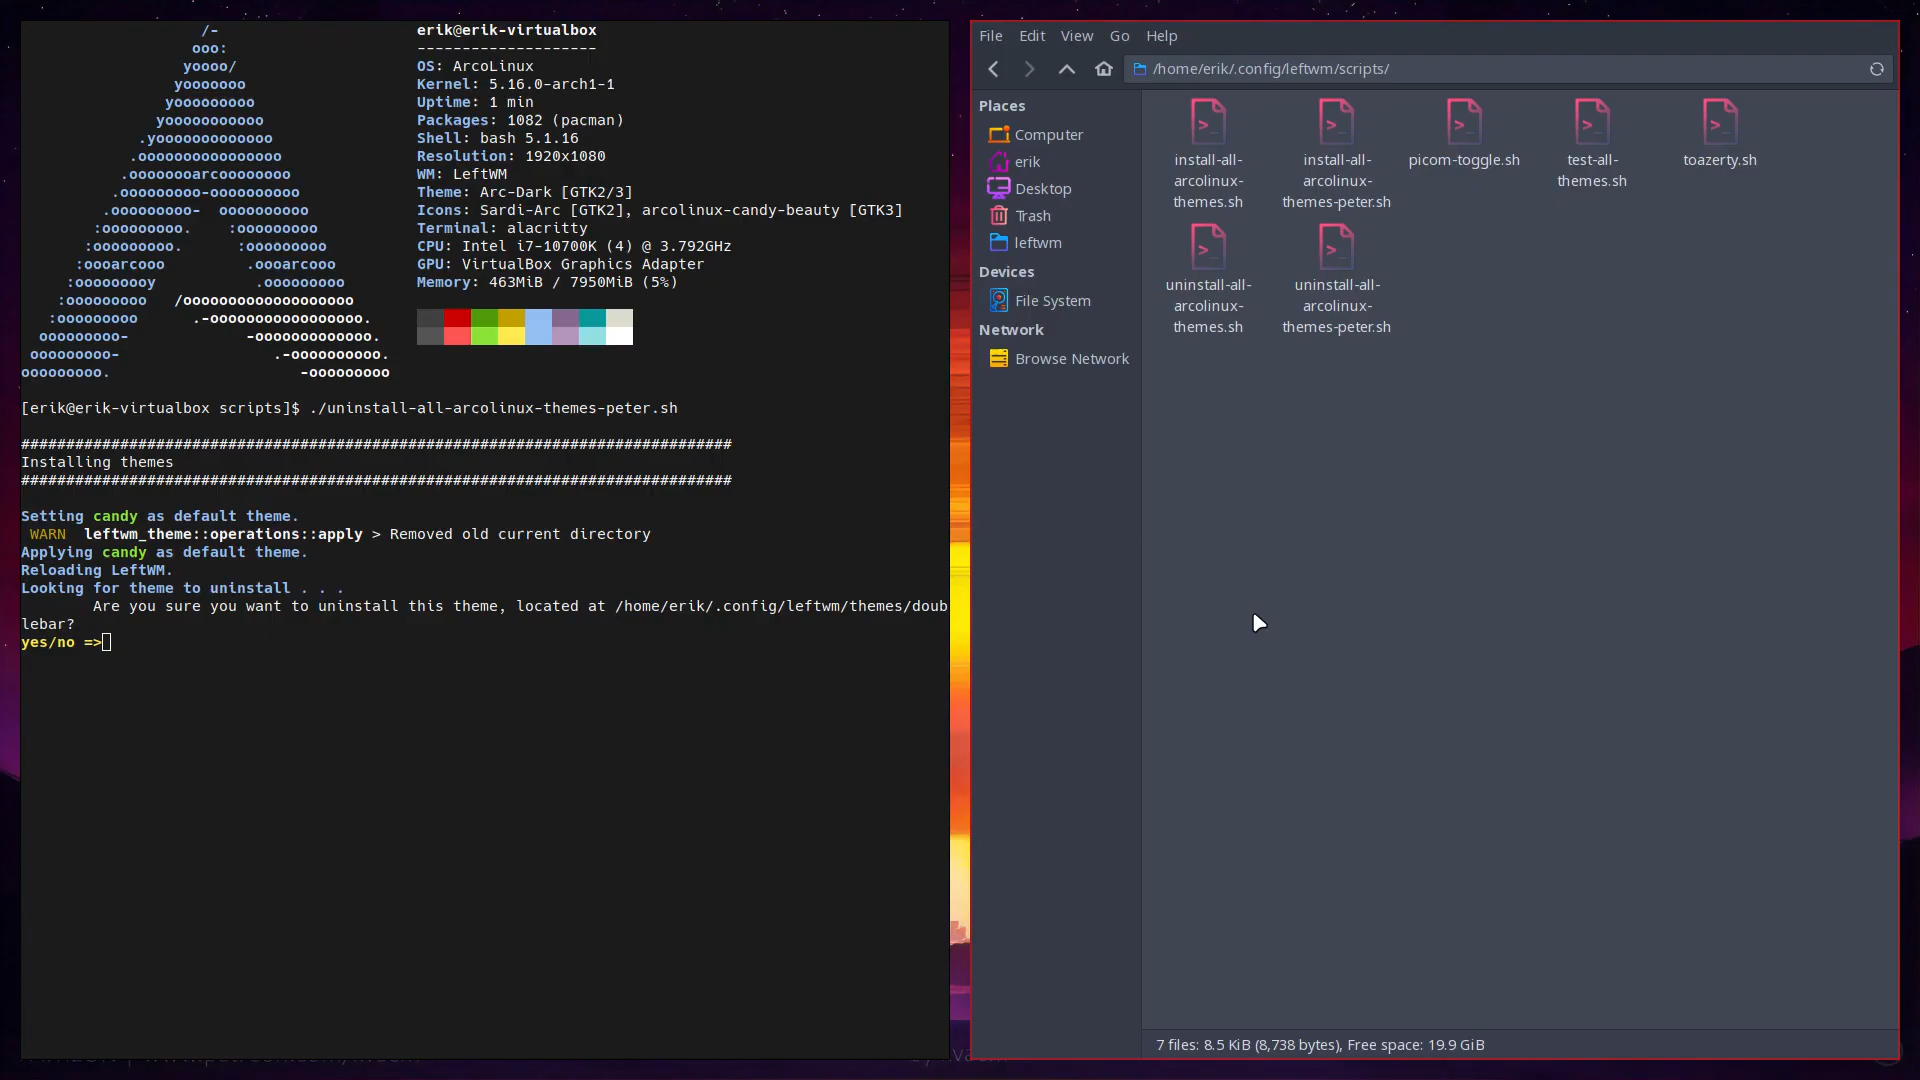 /-
ooo:
yoooo/
yooooooo
yooooooooo
yooooooooooo
.yooooooooooooo
.oooooooooooooooo
.oooooooarcoooooooo
.ooooooooo-oooooooooo
.ooooooooo-  oooooooooo
:ooooooooo.    :ooooooooo
:ooooooooo.      :ooooooooo
:oooarcooo         .oooarcooo
:ooooooooy           .ooooooooo
:ooooooooo   /ooooooooooooooooooo
:ooooooooo      .-ooooooooooooooooo.
ooooooooo-             -ooooooooooooo.
ooooooooo-                 .-oooooooooo.
ooooooooo.                     -ooooooooo
erik@erik-virtualbox
--------------------
OS: ArcoLinux
Kernel: 5.16.0-arch1-1
Uptime: 1 min
Packages: 1082 (pacman)
Shell: bash 5.1.16
Resolution: 1920x1080
WM: LeftWM
Theme: Arc-Dark [GTK2/3]
Icons: Sardi-Arc [GTK2], arcolinux-candy-beauty [GTK3]
Terminal: alacritty
CPU: Intel i7-10700K (4) @ 3.792GHz
GPU: VirtualBox Graphics Adapter
Memory: 463MiB / 7950MiB (5%)
[erik@erik-virtualbox scripts]$ ./uninstall-all-arcolinux-themes-peter.sh
###############################################################################
Installing themes
###############################################################################
Setting candy as default theme.
WARN  leftwm_theme::operations::apply > Removed old current directory
Applying candy as default theme.
Reloading LeftWM.
Looking for theme to uninstall . . .
Are you sure you want to uninstall this theme, located at /home/erik/.config/leftwm/themes/doub
lebar?
yes/no =>
File Edit View Go Help
/home/erik/.config/leftwm/scripts/
Places
Computer
erik
Desktop
Trash
leftwm
Devices
File System
Network
Browse Network
install-all-
arcolinux-
themes.sh
install-all-
arcolinux-
themes-peter.sh
picom-toggle.sh
test-all-
themes.sh
toazerty.sh
uninstall-all-
arcolinux-
themes.sh
uninstall-all-
arcolinux-
themes-peter.sh
7 files: 8.5 KiB (8,738 bytes), Free space: 19.9 GiB